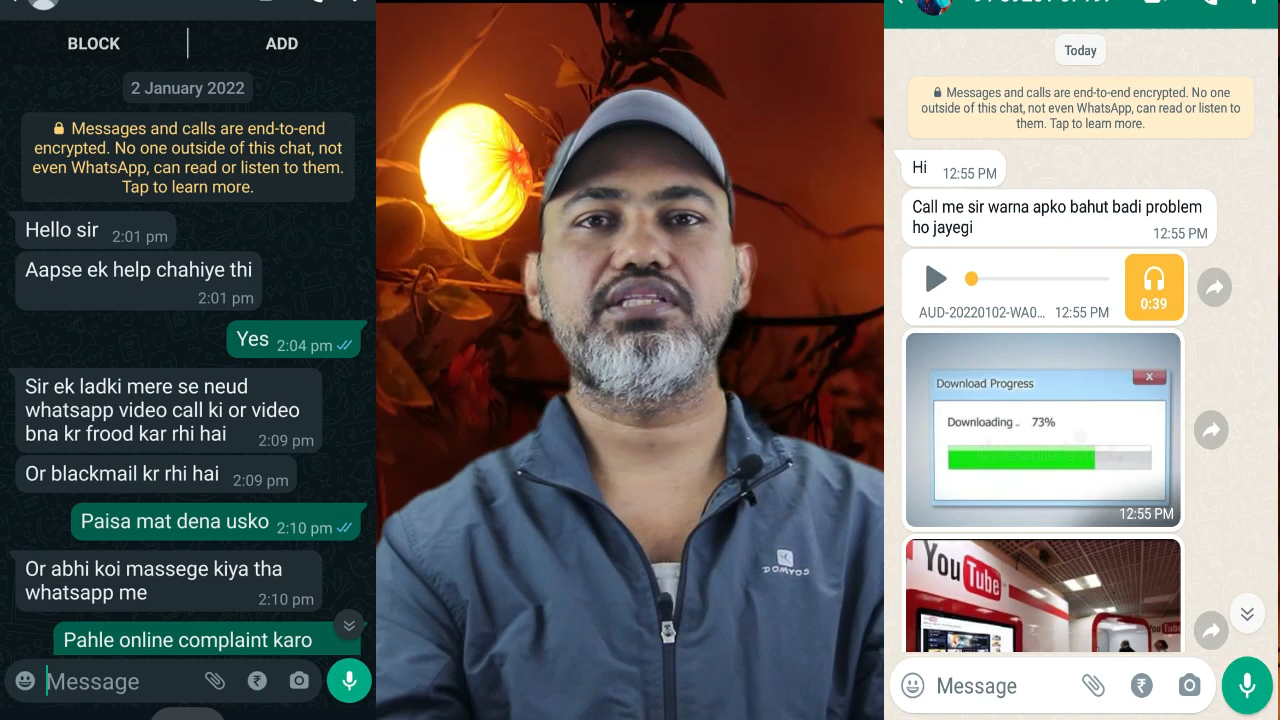 BLOCK
ADD
2 January 2022
Messages and calls are end-to-end
encrypted. No one outside of this chat, not
even WhatsApp, can read or listen to them.
Tap to learn more.
Hello sir 2:01 pm
Aapse ek help chahiye thi
2:01 pm
Yes 2:04 pm
Sir ek ladki mere se neud
whatsapp video call ki or video
bna kr frood kar rhi hai 2:09 pm
Or blackmail kr rhi hai 2:09 pm
Paisa mat dena usko 2:10 pm
Or abhi koi massege kiya tha
whatsapp me 2:10 pm
Pahle online complaint karo
Message
DOMYOS
Today
Messages and calls are end-to-end encrypted. No one
outside of this chat, not even WhatsApp, can read or listen to
them. Tap to learn more.
Hi 12:55 PM
Call me sir warna apko bahut badi problem
ho jayegi 12:55 PM
0:39
AUD-20220102-WA0... 12:55 PM
Download Progress
x
Downloading .. 73%
12:55 PM
YouTube
Message